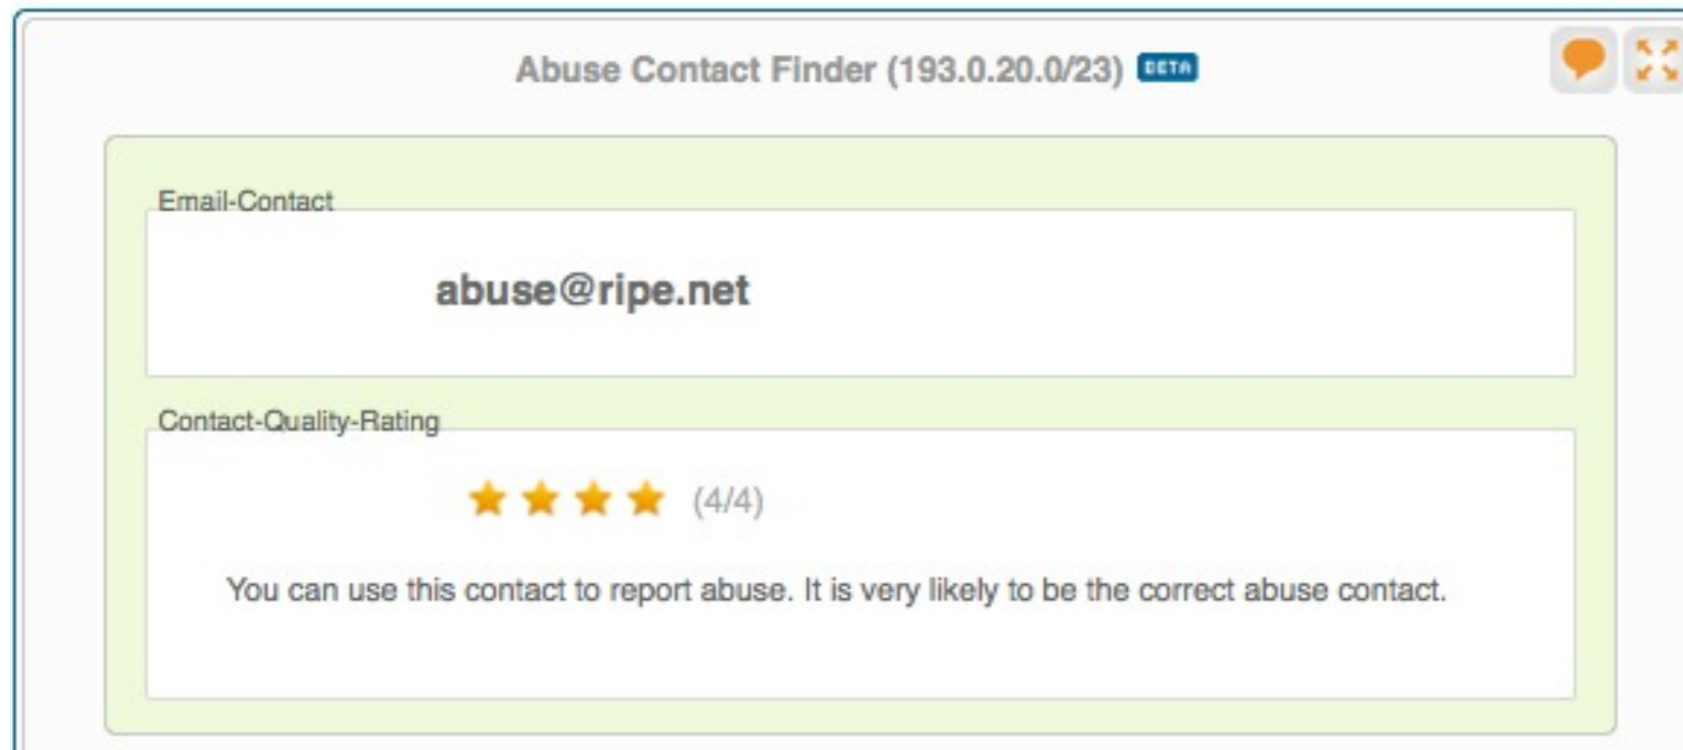 Abuse Contact Finder (193.0.20.0/23) BETA
Email-Contact
abuse@ripe.net
Contact-Quality-Rating
(4/4)
You can use this contact to report abuse. It is very likely to be the correct abuse contact.